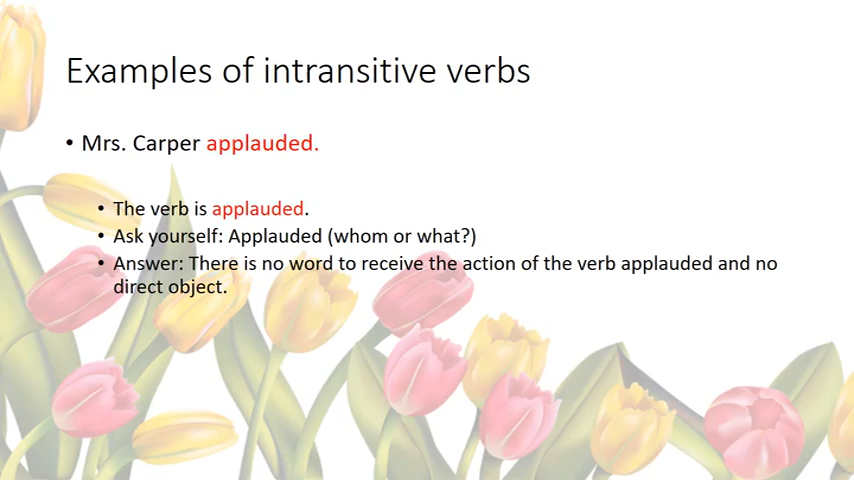 Examples of intransitive verbs
• Mrs. Carper applauded.
• The verb is applauded.
• Ask yourself: Applauded (whom or what?)
• Answer: There is no word to receive the action of the verb applauded and no
direct object.